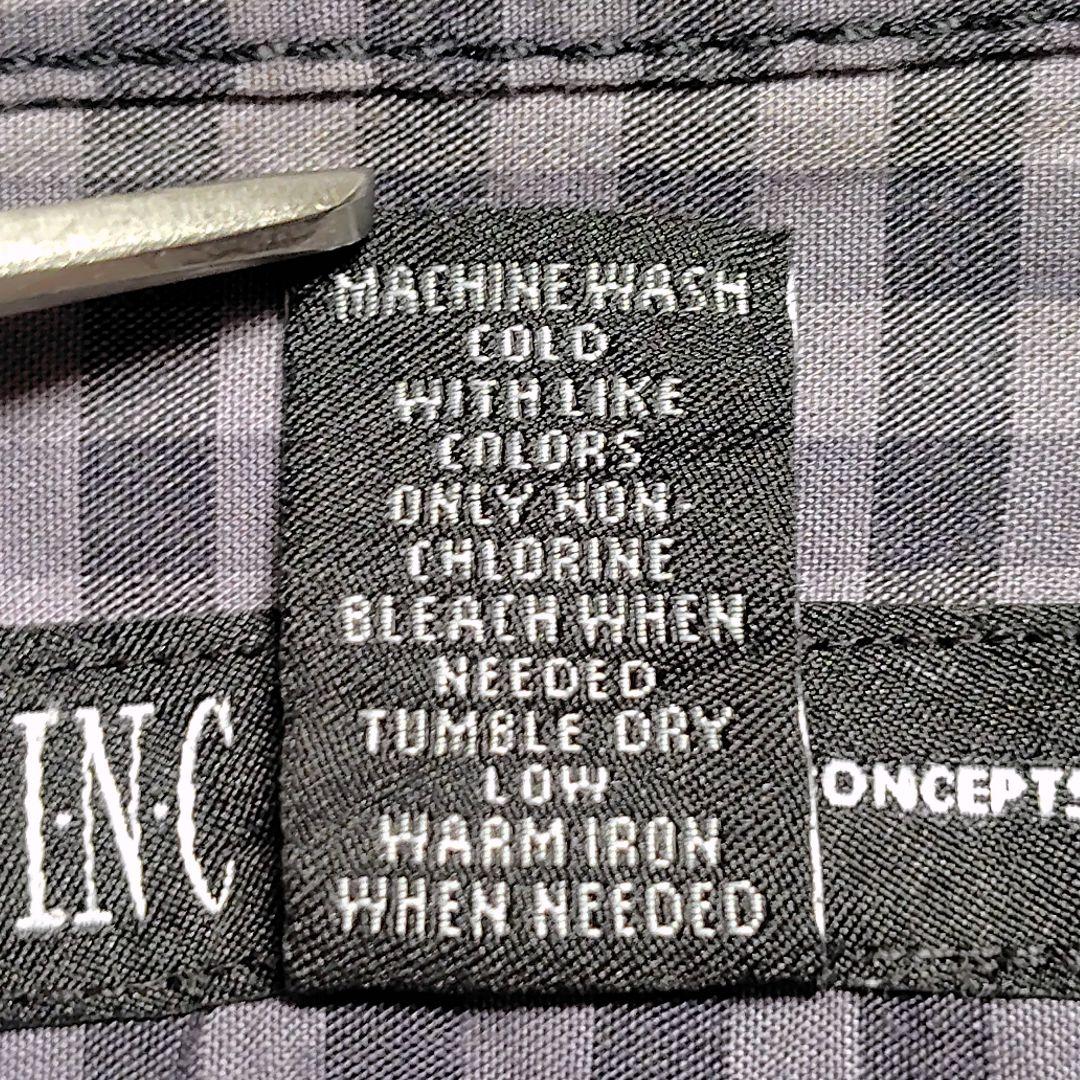 MACHINE WASH
COLD
WITH LIKE
COLORS
ONLY NON-
CHLORINE
BLEACH WHEN
NEEDED
TUMBLE DRY
LOW
WARM IRON
WHEN NEEDED
I·N·C
ONCEPTS